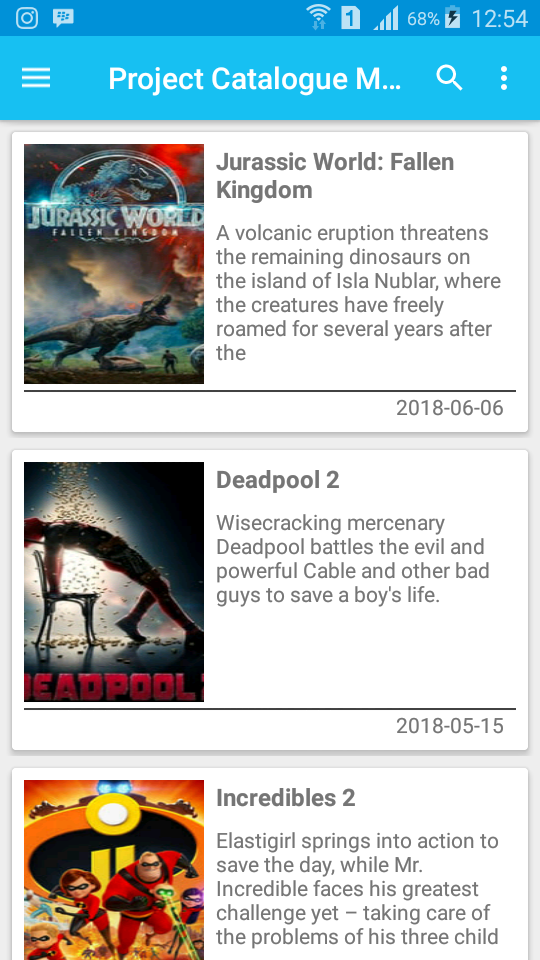 1 68% 12:54
Project Catalogue M...
JURASSIC WORLD
FALLEN KINGDOM
Jurassic World: Fallen
Kingdom
A volcanic eruption threatens
the remaining dinosaurs on
the island of Isla Nublar, where
the creatures have freely
roamed for several years after
the
2018-06-06
DEADPOOL 2
Deadpool 2
Wisecracking mercenary
Deadpool battles the evil and
powerful Cable and other bad
guys to save a boy's life.
2018-05-15
Incredibles 2
Elastigirl springs into action to
save the day, while Mr.
Incredible faces his greatest
challenge yet – taking care of
the problems of his three child